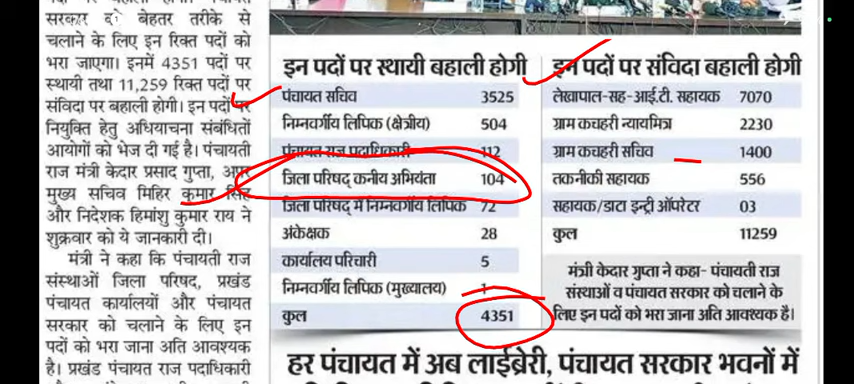 सरकार को बेहतर तरीके से
चलाने के लिए इन रिक्त पदों को
भरा जाएगा। इनमें 4351 पदों पर
स्थायी तथा 11,259 रिक्त पदों पर
संविदा पर बहाली होगी। इन पदों पर
नियुक्ति हेतु अधियाचना संबंधितों
आयोगों को भेज दी गई है। पंचायती
राज मंत्री केदार प्रसाद गुप्ता, अपर
मुख्य सचिव मिहिर कुमार सिंह
और निदेशक हिमांशु कुमार राय ने
शुक्रवार को ये जानकारी दी।
मंत्री ने कहा कि पंचायती राज
संस्थाओं जिला परिषद, प्रखंड
पंचायत कार्यालयों और पंचायत
सरकार को चलाने के लिए इन
पदों को भरा जाना अति आवश्यक
है। प्रखंड पंचायत राज पदाधिकारी
इन पदों पर स्थायी बहाली होगी
पंचायत सचिव 3525
निम्नवर्गीय लिपिक (क्षेत्रीय) 504
पंचायत राज पदाधिकारी 112
जिला परिषद् कनीय अभियंता 104
जिला परिषद् में निम्नवर्गीय लिपिक 72
अंकेक्षक 28
कार्यालय परिचारी 5
निम्नवर्गीय लिपिक (मुख्यालय) 1
कुल 4351
इन पदों पर संविदा बहाली होगी
लेखापाल-सह-आई.टी. सहायक 7070
ग्राम कचहरी न्यायमित्र 2230
ग्राम कचहरी सचिव 1400
तकनीकी सहायक 556
सहायक/डाटा इन्ट्री ऑपरेटर 03
कुल 11259
मंत्री केदार गुप्ता ने कहा- पंचायती राज
संस्थाओं व पंचायत सरकार को चलाने के
लिए इन पदों को भरा जाना अति आवश्यक है।
हर पंचायत में अब लाईब्रेरी, पंचायत सरकार भवनों में